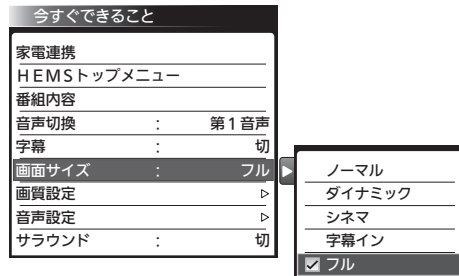 今すぐできること
家電連携
HEMSトップメニュー
番組内容
音声切換 : 第1音声
字幕 : 切
画面サイズ : フル
画質設定
音声設定
サラウンド : 切
ノーマル
ダイナミック
シネマ
字幕イン
フル